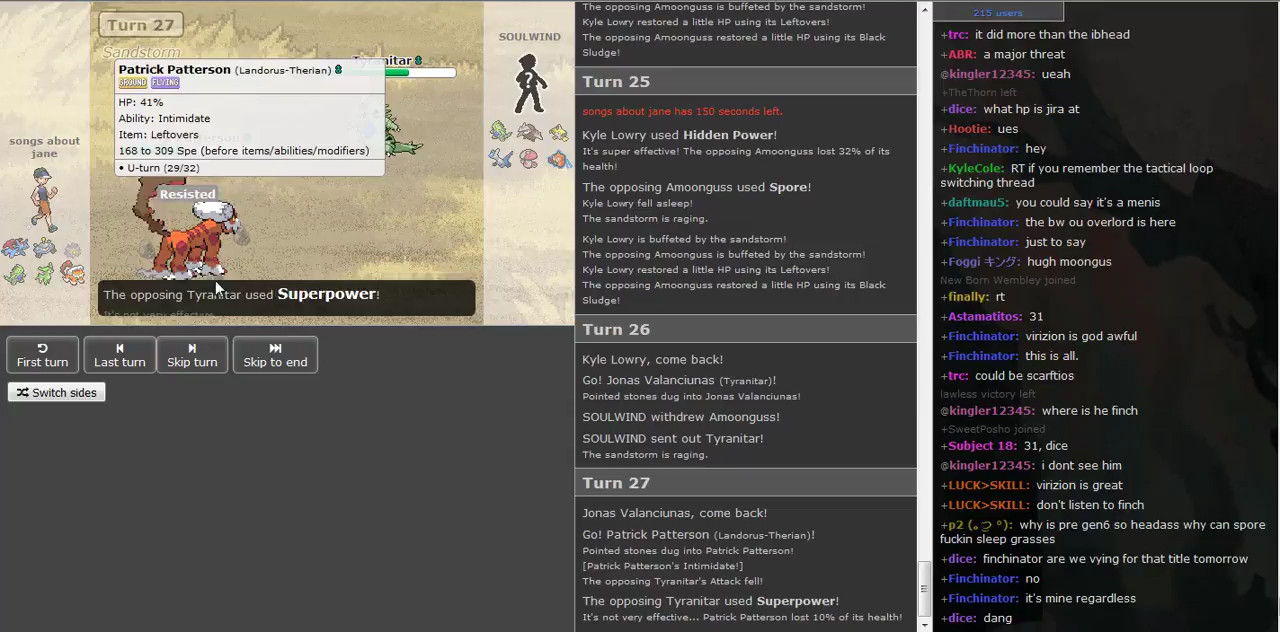 Turn 27
Sandstorm
Patrick Patterson (Landorus-Therian)
GROUND FLYING
HP: 41%
Ability: Intimidate
Item: Leftovers
168 to 309 Spe (before items/abilities/modifiers)
• U-turn (29/32)
Resisted
The opposing Tyranitar used Superpower!
It's not very effective...
songs about
jane
SOULWIND
First turn
Last turn
Skip turn
Skip to end
Switch sides
The opposing Amoonguss is buffeted by the sandstorm!
Kyle Lowry restored a little HP using its Leftovers!
The opposing Amoonguss restored a little HP using its Black
Sludge!
Turn 25
songs about jane has 150 seconds left.
Kyle Lowry used Hidden Power!
It's super effective! The opposing Amoonguss lost 32% of its
health!
The opposing Amoonguss used Spore!
Kyle Lowry fell asleep!
The sandstorm is raging.
Kyle Lowry is buffeted by the sandstorm!
The opposing Amoonguss is buffeted by the sandstorm!
Kyle Lowry restored a little HP using its Leftovers!
The opposing Amoonguss restored a little HP using its Black
Sludge!
Turn 26
Kyle Lowry, come back!
Go! Jonas Valanciunas (Tyranitar)!
Pointed stones dug into Jonas Valanciunas!
SOULWIND withdrew Amoonguss!
SOULWIND sent out Tyranitar!
The sandstorm is raging.
Turn 27
Jonas Valanciunas, come back!
Go! Patrick Patterson (Landorus-Therian)!
Pointed stones dug into Patrick Patterson!
[Patrick Patterson's Intimidate!]
The opposing Tyranitar's Attack fell!
The opposing Tyranitar used Superpower!
It's not very effective... Patrick Patterson lost 10% of its health!
215 users
+trc: it did more than the ibhead
+ABR: a major threat
@kingler12345: ueah
+TheThorn left
+dice: what hp is jira at
+Hootie: ues
+Finchinator: hey
+KyleCole: RT if you remember the tactical loop
switching thread
+daftmau5: you could say it's a menis
+Finchinator: the bw ou overlord is here
+Finchinator: just to say
+Foggi キング: hugh moongus
New Born Wembley joined
+finally: rt
+Astamatitos: 31
+Finchinator: virizion is god awful
+Finchinator: this is all.
+trc: could be scarftios
lawless victory left
@kingler12345: where is he finch
+SweetPosho joined
+Subject 18: 31, dice
@kingler12345: i dont see him
+LUCK>SKILL: virizion is great
+LUCK>SKILL: don't listen to finch
+p2 (｡っ °): why is pre gen6 so headass why can spore
fuckin sleep grasses
+dice: finchinator are we vying for that title tomorrow
+Finchinator: no
+Finchinator: it's mine regardless
+dice: dang